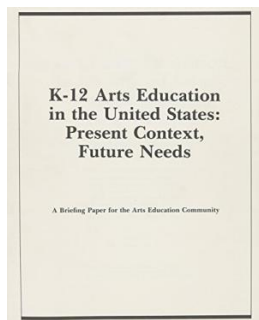 K-12 Arts Education
in the United States:
Present Context,
Future Needs
A Briefing Paper for the Arts Education Community